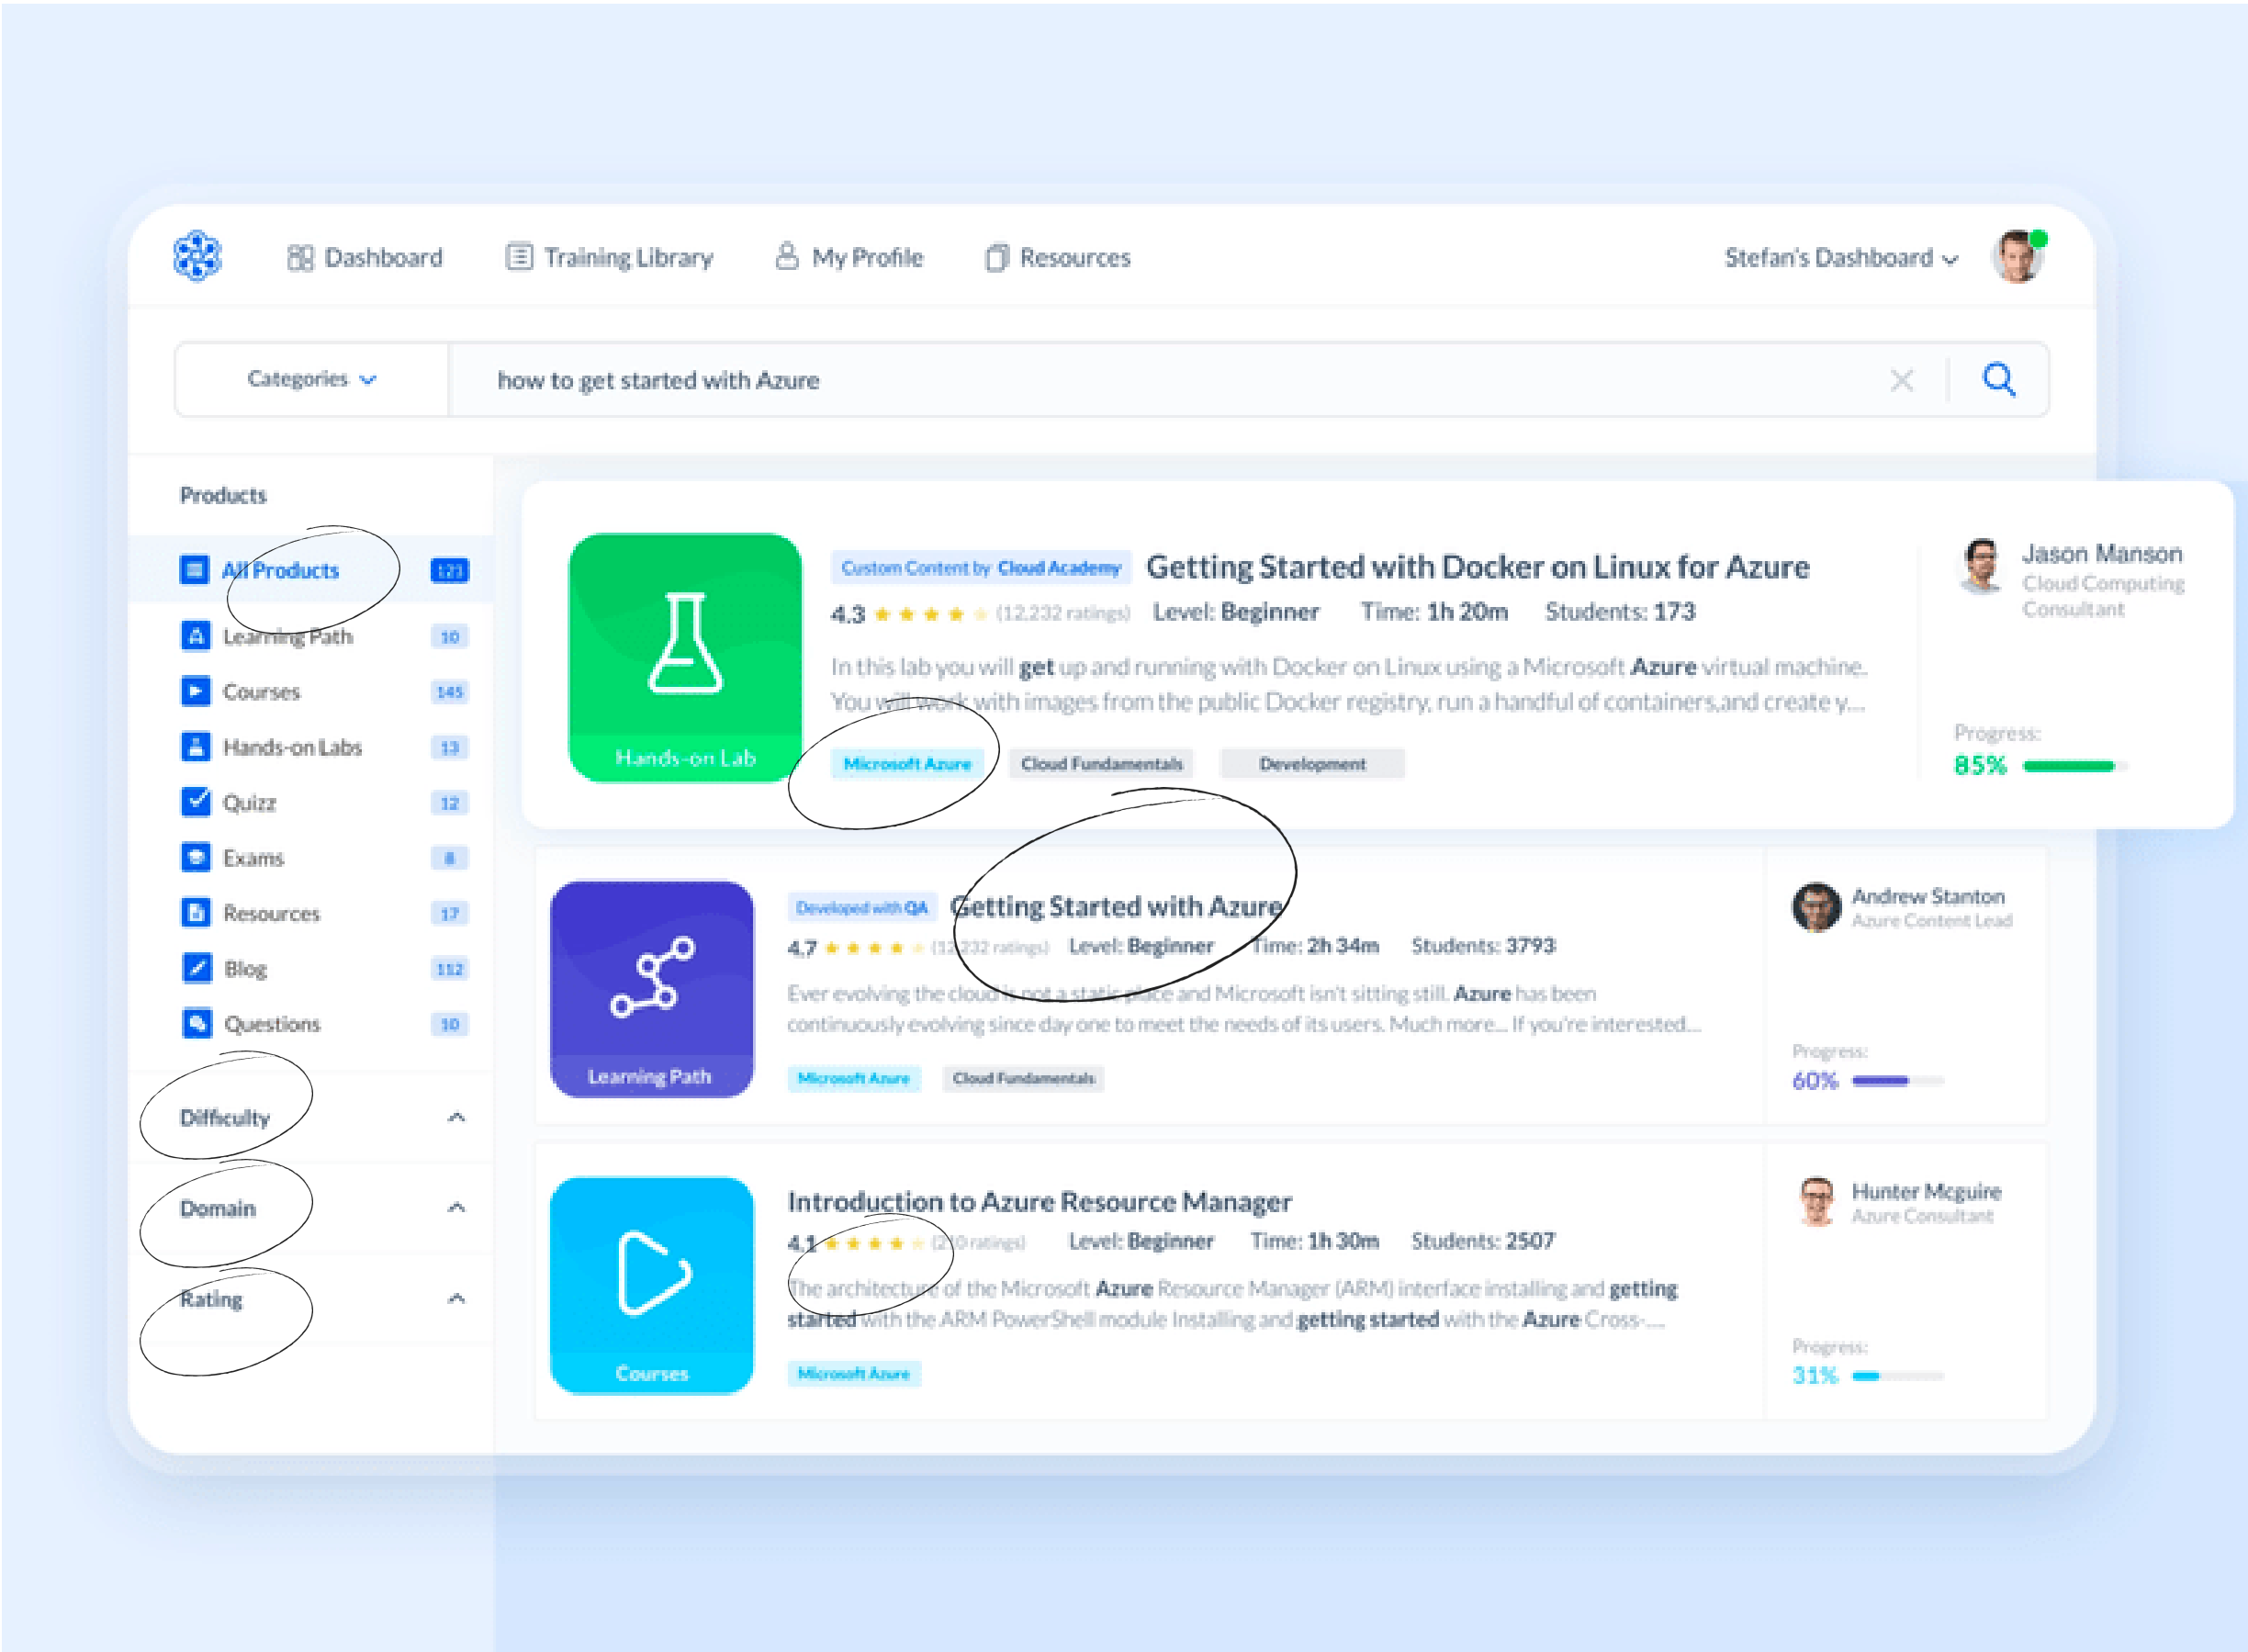 Dashboard Training Library My Profile Resources Stefan's Dashboard
Categories how to get started with Azure
Products
All Products 123
Learning Path 10
Courses 145
Hands-on Labs 13
Quizz 12
Exams 8
Resources 17
Blog 112
Questions 10
Difficulty
Domain
Rating
Hands-on Lab
Custom Content by Cloud Academy Getting Started with Docker on Linux for Azure
4.3 (12,232 ratings) Level: Beginner Time: 1h 20m Students: 173
In this lab you will get up and running with Docker on Linux using a Microsoft Azure virtual machine.
You will work with images from the public Docker registry, run a handful of containers,and create y...
Microsoft Azure Cloud Fundamentals Development
Jason Manson
Cloud Computing
Consultant
Progress:
85%
Learning Path
Developed with QA Getting Started with Azure
4.7 (12,232 ratings) Level: Beginner Time: 2h 34m Students: 3793
Ever evolving the cloud is not a static place and Microsoft isn't sitting still. Azure has been
continuously evolving since day one to meet the needs of its users. Much more... If you're interested...
Microsoft Azure Cloud Fundamentals
Andrew Stanton
Azure Content Lead
Progress:
60%
Courses
Introduction to Azure Resource Manager
4.1 (210 ratings) Level: Beginner Time: 1h 30m Students: 2507
The architecture of the Microsoft Azure Resource Manager (ARM) interface installing and getting
started with the ARM PowerShell module Installing and getting started with the Azure Cross-....
Microsoft Azure
Hunter Mcguire
Azure Consultant
Progress:
31%